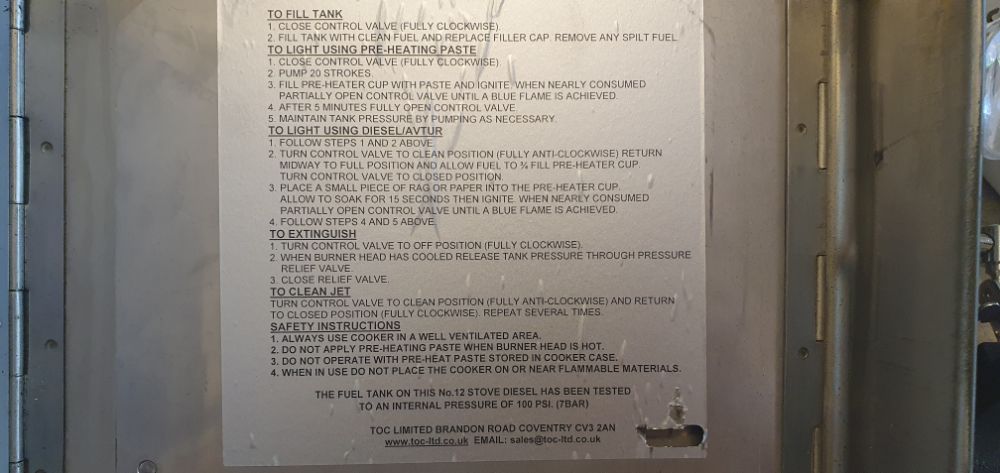 TO FILL TANK
1. CLOSE CONTROL VALVE (FULLY CLOCKWISE).
2. FILL TANK WITH CLEAN FUEL AND REPLACE FILLER CAP. REMOVE ANY SPILT FUEL
TO LIGHT USING PRE-HEATING PASTE
1. CLOSE CONTROL VALVE (FULLY CLOCKWISE)
2. PUMP 20 STROKES.
3. FILL PRE-HEATER CUP WITH PASTE AND IGNITE. WHEN NEARLY CONSUMED
PARTIALLY OPEN CONTROL VALVE UNTIL A BLUE FLAME IS ACHIEVED.
4. AFTER 5 MINUTES FULLY OPEN CONTROL VALVE.
5. MAINTAIN TANK PRESSURE BY PUMPING AS NECESSARY.
TO LIGHT USING DIESEL/AVTUR
1. FOLLOW STEPS 1 AND 2 ABOVE.
2. TURN CONTROL VALVE TO CLEAN POSITION (FULLY ANTI-CLOCKWISE) RETURN
MIDWAY TO FULL POSITION AND ALLOW FUEL TO ¾ FILL PRE-HEATER CUP.
TURN CONTROL VALVE TO CLOSED POSITION.
3. PLACE A SMALL PIECE OF RAG OR PAPER INTO THE PRE-HEATER CUP.
ALLOW TO SOAK FOR 15 SECONDS THEN IGNITE. WHEN NEARLY CONSUMED
PARTIALLY OPEN CONTROL VALVE UNTIL A BLUE FLAME IS ACHIEVED.
4. FOLLOW STEPS 4 AND 5 ABOVE.
TO EXTINGUISH
1. TURN CONTROL VALVE TO OFF POSITION (FULLY CLOCKWISE).
2. WHEN BURNER HEAD HAS COOLED RELEASE TANK PRESSURE THROUGH PRESSURE
RELIEF VALVE.
3. CLOSE RELIEF VALVE.
TO CLEAN JET
TURN CONTROL VALVE TO CLEAN POSITION (FULLY ANTI-CLOCKWISE) AND RETURN
TO CLOSED POSITION (FULLY CLOCKWISE). REPEAT SEVERAL TIMES.
SAFETY INSTRUCTIONS
1. ALWAYS USE COOKER IN A WELL VENTILATED AREA.
2. DO NOT APPLY PRE-HEATING PASTE WHEN BURNER HEAD IS HOT.
3. DO NOT OPERATE WITH PRE-HEAT PASTE STORED IN COOKER CASE.
4. WHEN IN USE DO NOT PLACE THE COOKER ON OR NEAR FLAMMABLE MATERIALS.
THE FUEL TANK ON THIS No.12 STOVE DIESEL HAS BEEN TESTED
TO AN INTERNAL PRESSURE OF 100 PSI. (7BAR)
TOC LIMITED BRANDON ROAD COVENTRY CV3 2AN
www.toc-ltd.co.uk EMAIL: sales@toc-ltd.co.uk